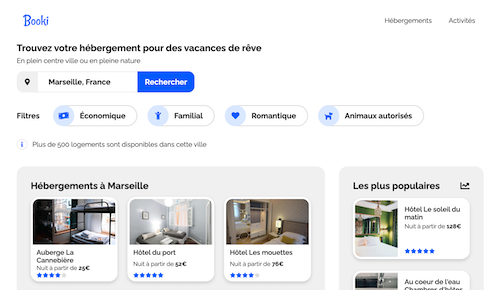 Booki
Hébergements
Activités
Trouvez votre hébergement pour des vacances de rêve
En plein centre ville ou en pleine nature
Marseille, France
Rechercher
Filtres
Économique
Familial
Romantique
Animaux autorisés
Plus de 500 logements sont disponibles dans cette ville
Hébergements à Marseille
Auberge La
Cannebière
Nuit à partir de 25€
Hôtel du port
Nuit à partir de 52€
Hôtel Les mouettes
Nuit à partir de 76€
Les plus populaires
Hôtel Le soleil du
matin
Nuit à partir de 128€
Au coeur de l'eau
Chambres d'hôtes